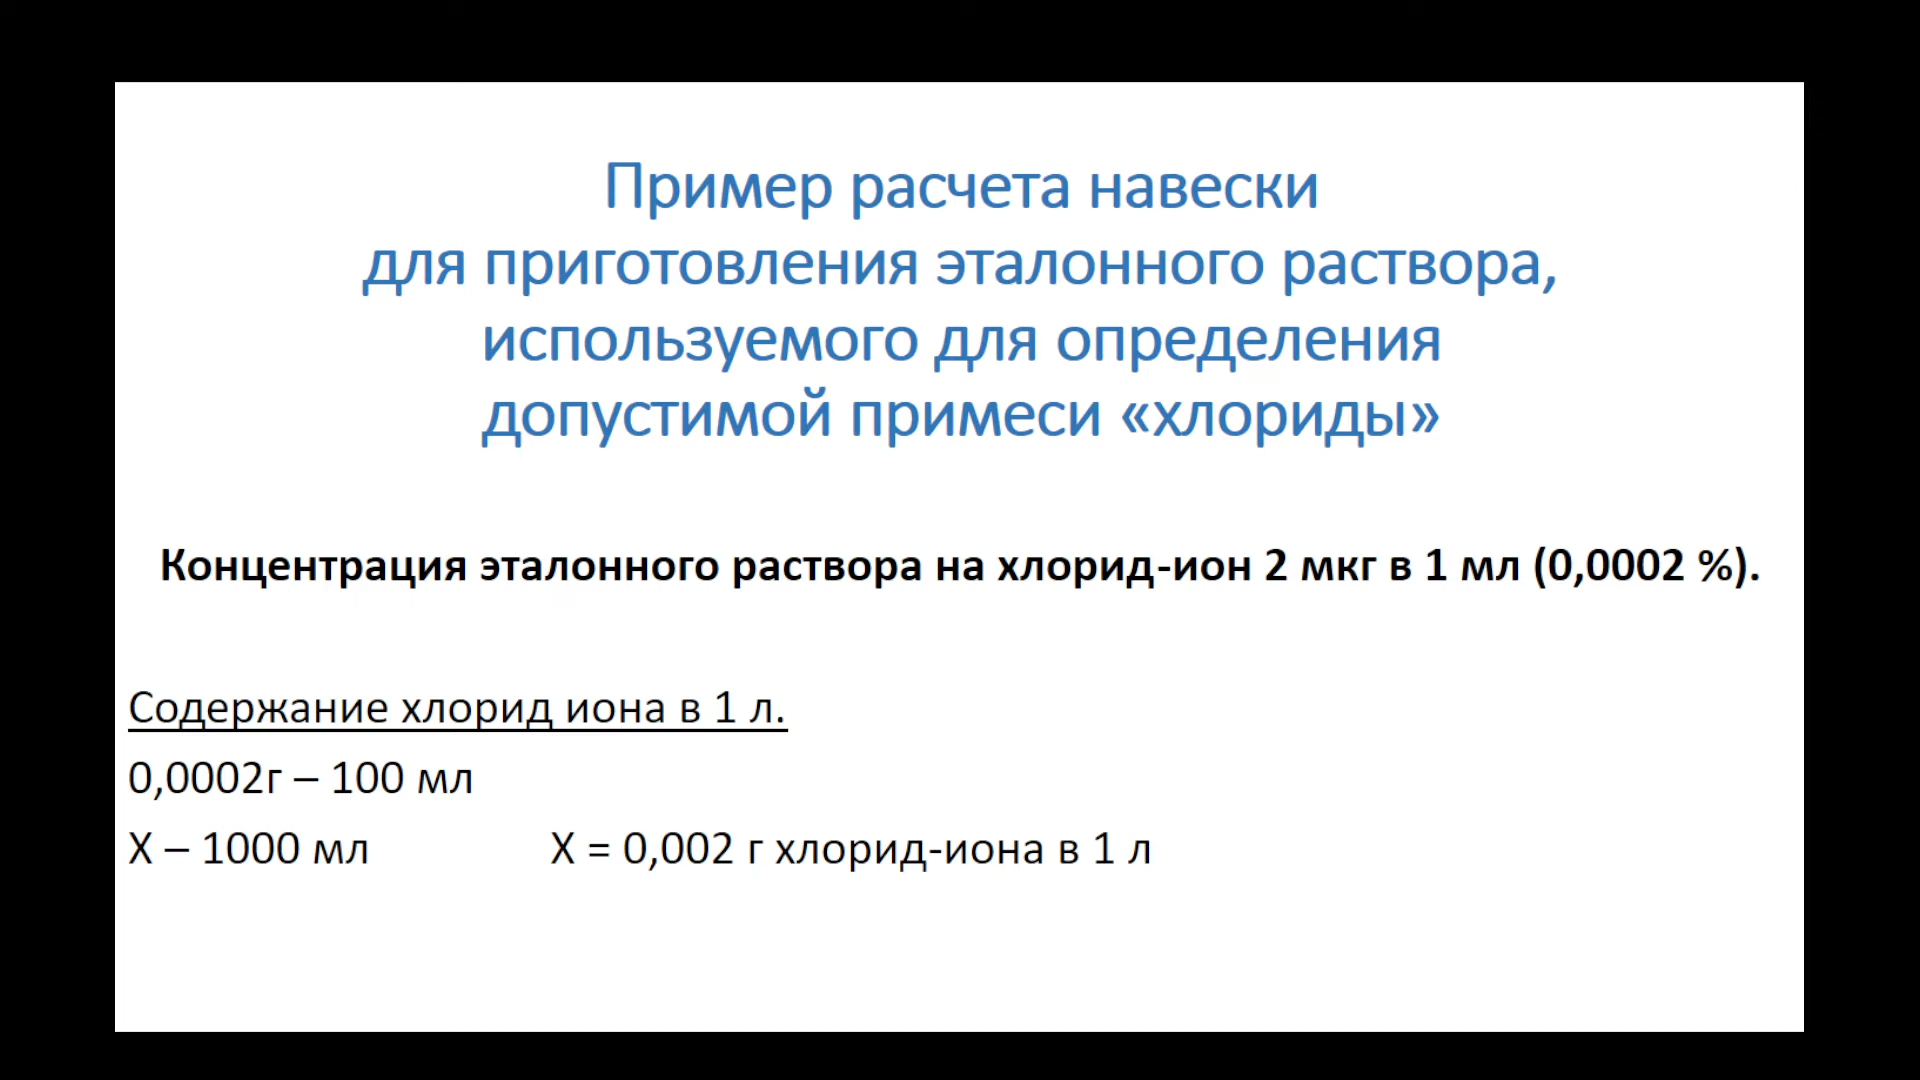 Пример расчета навески
для приготовления эталонного раствора,
используемого для определения
допустимой примеси «хлориды»
Концентрация эталонного раствора на хлорид-ион 2 мкг в 1 мл (0,0002 %).
Содержание хлорид иона в 1 л.
0,0002г – 100 мл
X – 1000 мл X = 0,002 г хлорид-иона в 1 л